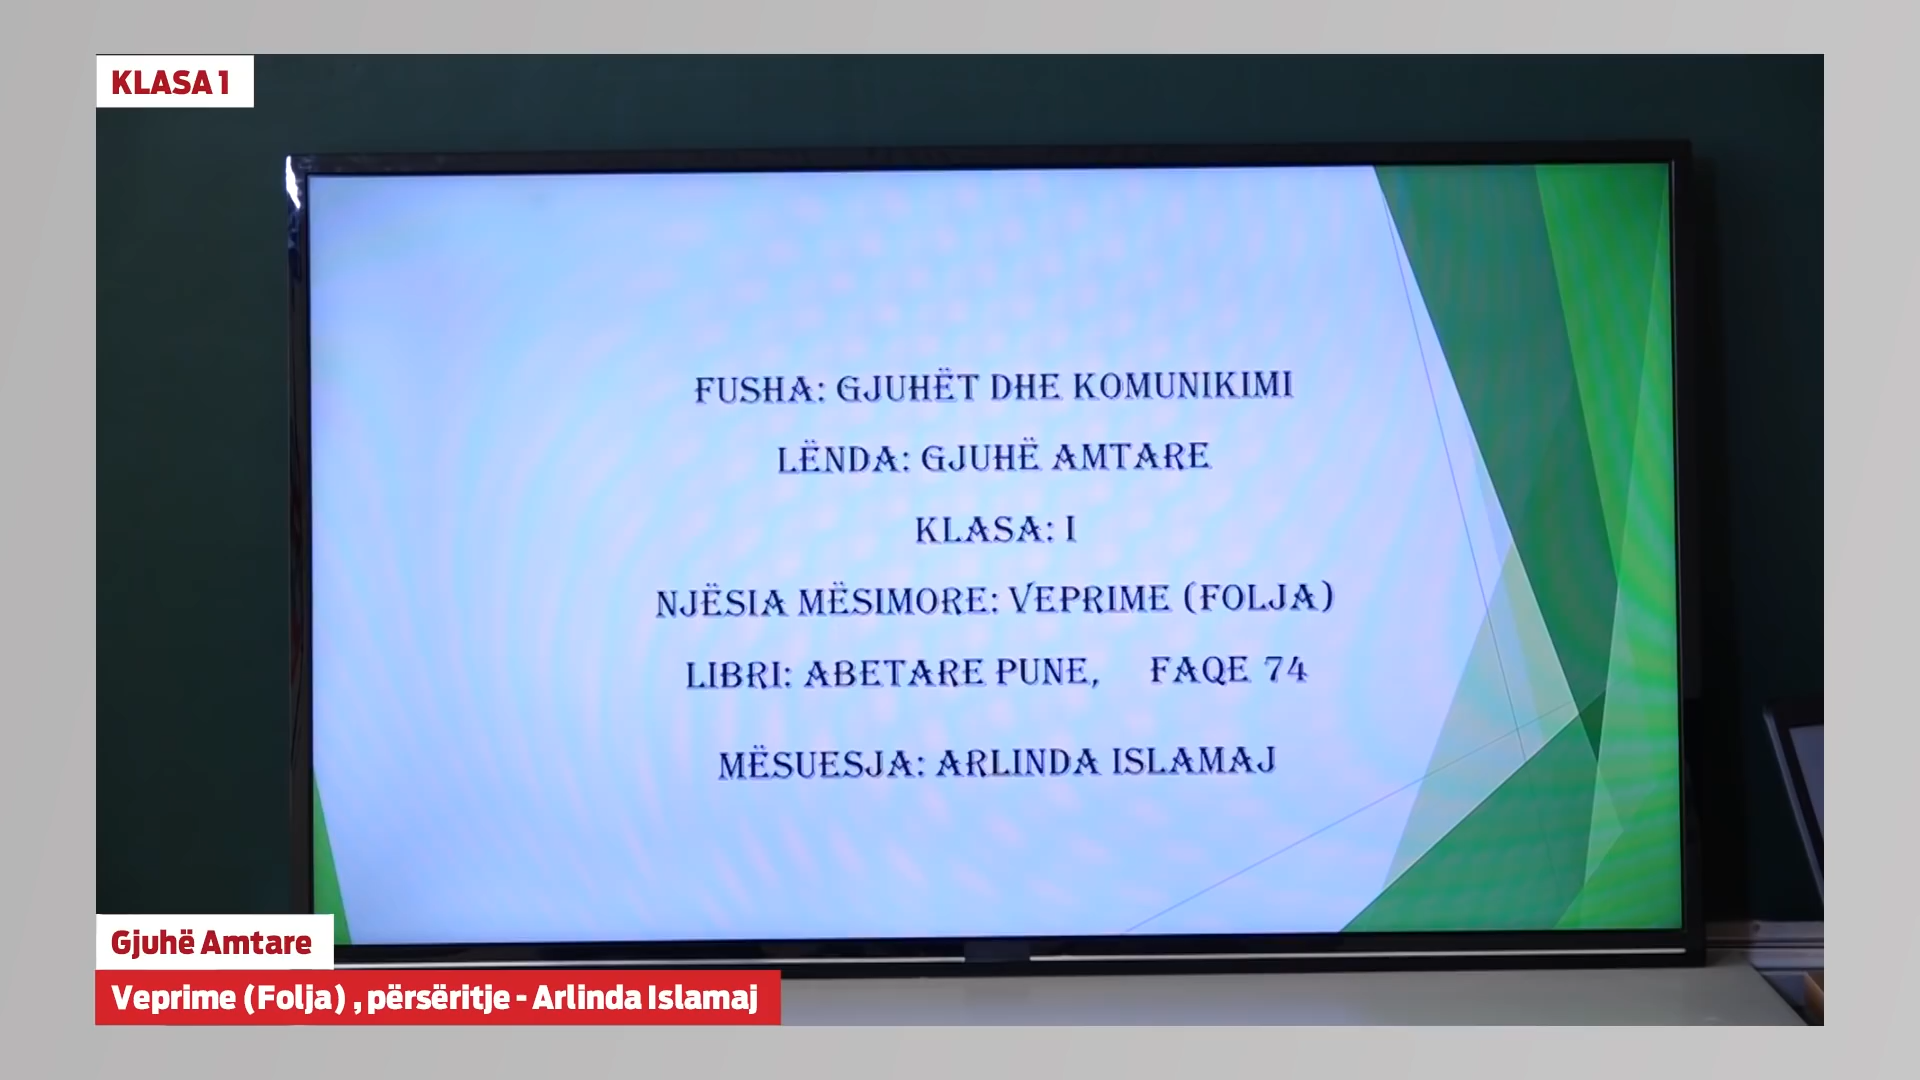 KLASA 1
FUSHA: GJUHËT DHE KOMUNIKIMI
LËNDA: GJUHË AMTARE
KLASA: I
NJËSIA MËSIMORE: VEPRIME (FOLJA)
LIBRI: ABETARE PUNE, FAQE 74
MËSUESJA: ARLINDA ISLAMAJ
Gjuhë Amtare
Veprime (Folja) , përsëritje - Arlinda Islamaj